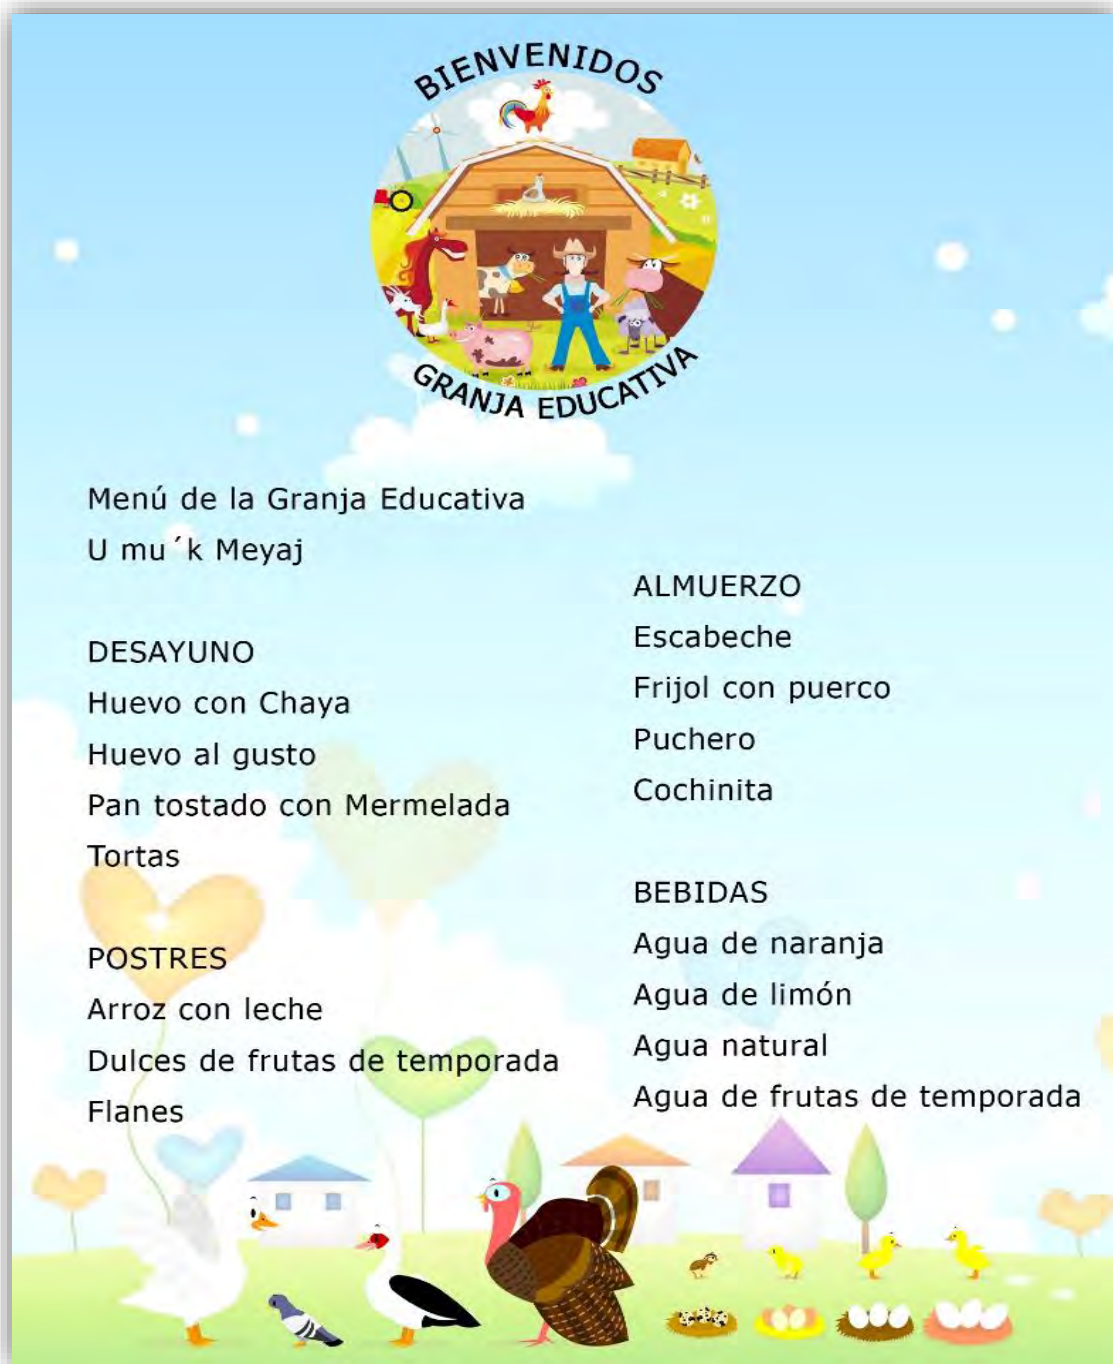 BIENVENIDOS
GRANJA EDUCATIVA
Menú de la Granja Educativa
U mu´k Meyaj
DESAYUNO
Huevo con Chaya
Huevo al gusto
Pan tostado con Mermelada
Tortas
POSTRES
Arroz con leche
Dulces de frutas de temporada
Flanes
ALMUERZO
Escabeche
Frijol con puerco
Puchero
Cochinita
BEBIDAS
Agua de naranja
Agua de limón
Agua natural
Agua de frutas de temporada